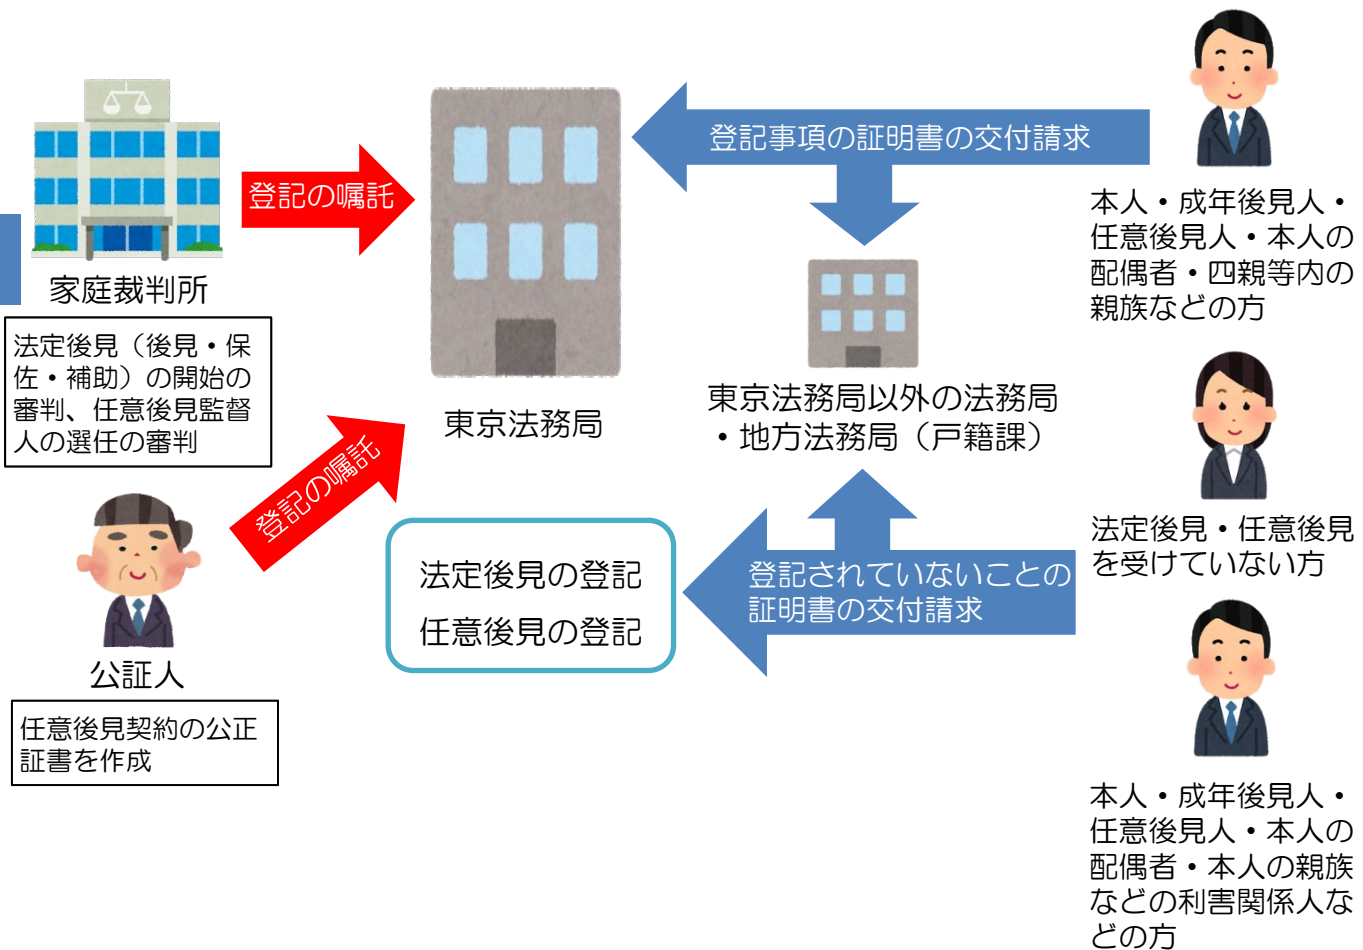 登記の嘱託
家庭裁判所
法定後見（後見・保
佐・補助）の開始の
審判、任意後見監督
人の選任の審判
登記の嘱託
公証人
任意後見契約の公正
証書を作成
東京法務局
法定後見の登記
任意後見の登記
登記事項の証明書の交付請求
東京法務局以外の法務局
・地方法務局（戸籍課）
登記されていないことの
証明書の交付請求
本人・成年後見人・
任意後見人・本人の
配偶者・四親等内の
親族などの方
法定後見・任意後見
を受けていない方
本人・成年後見人・
任意後見人・本人の
配偶者・本人の親族
などの利害関係人な
どの方